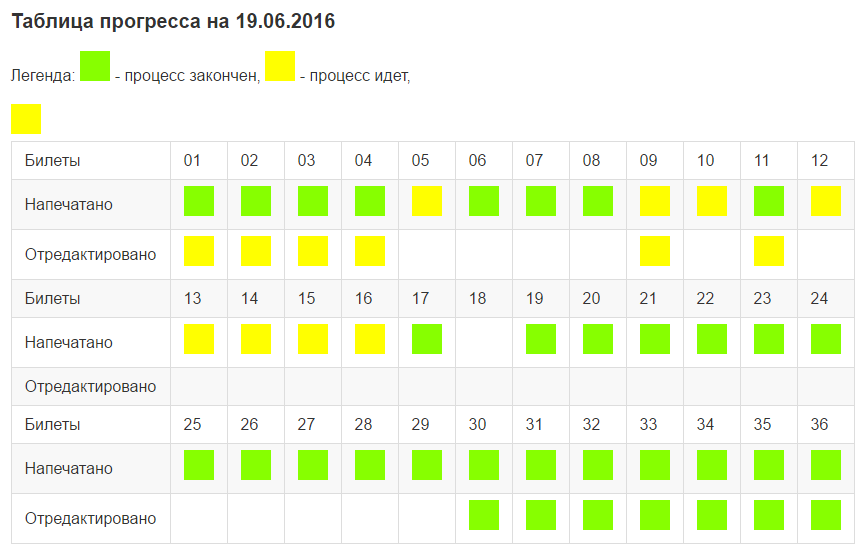 Таблица прогресса на 19.06.2016
Легенда: - процесс закончен, - процесс идет,
Билеты 01 02 03 04 05 06 07 08 09 10 11 12
Напечатано
Отредактировано
Билеты 13 14 15 16 17 18 19 20 21 22 23 24
Напечатано
Отредактировано
Билеты 25 26 27 28 29 30 31 32 33 34 35 36
Напечатано
Отредактировано